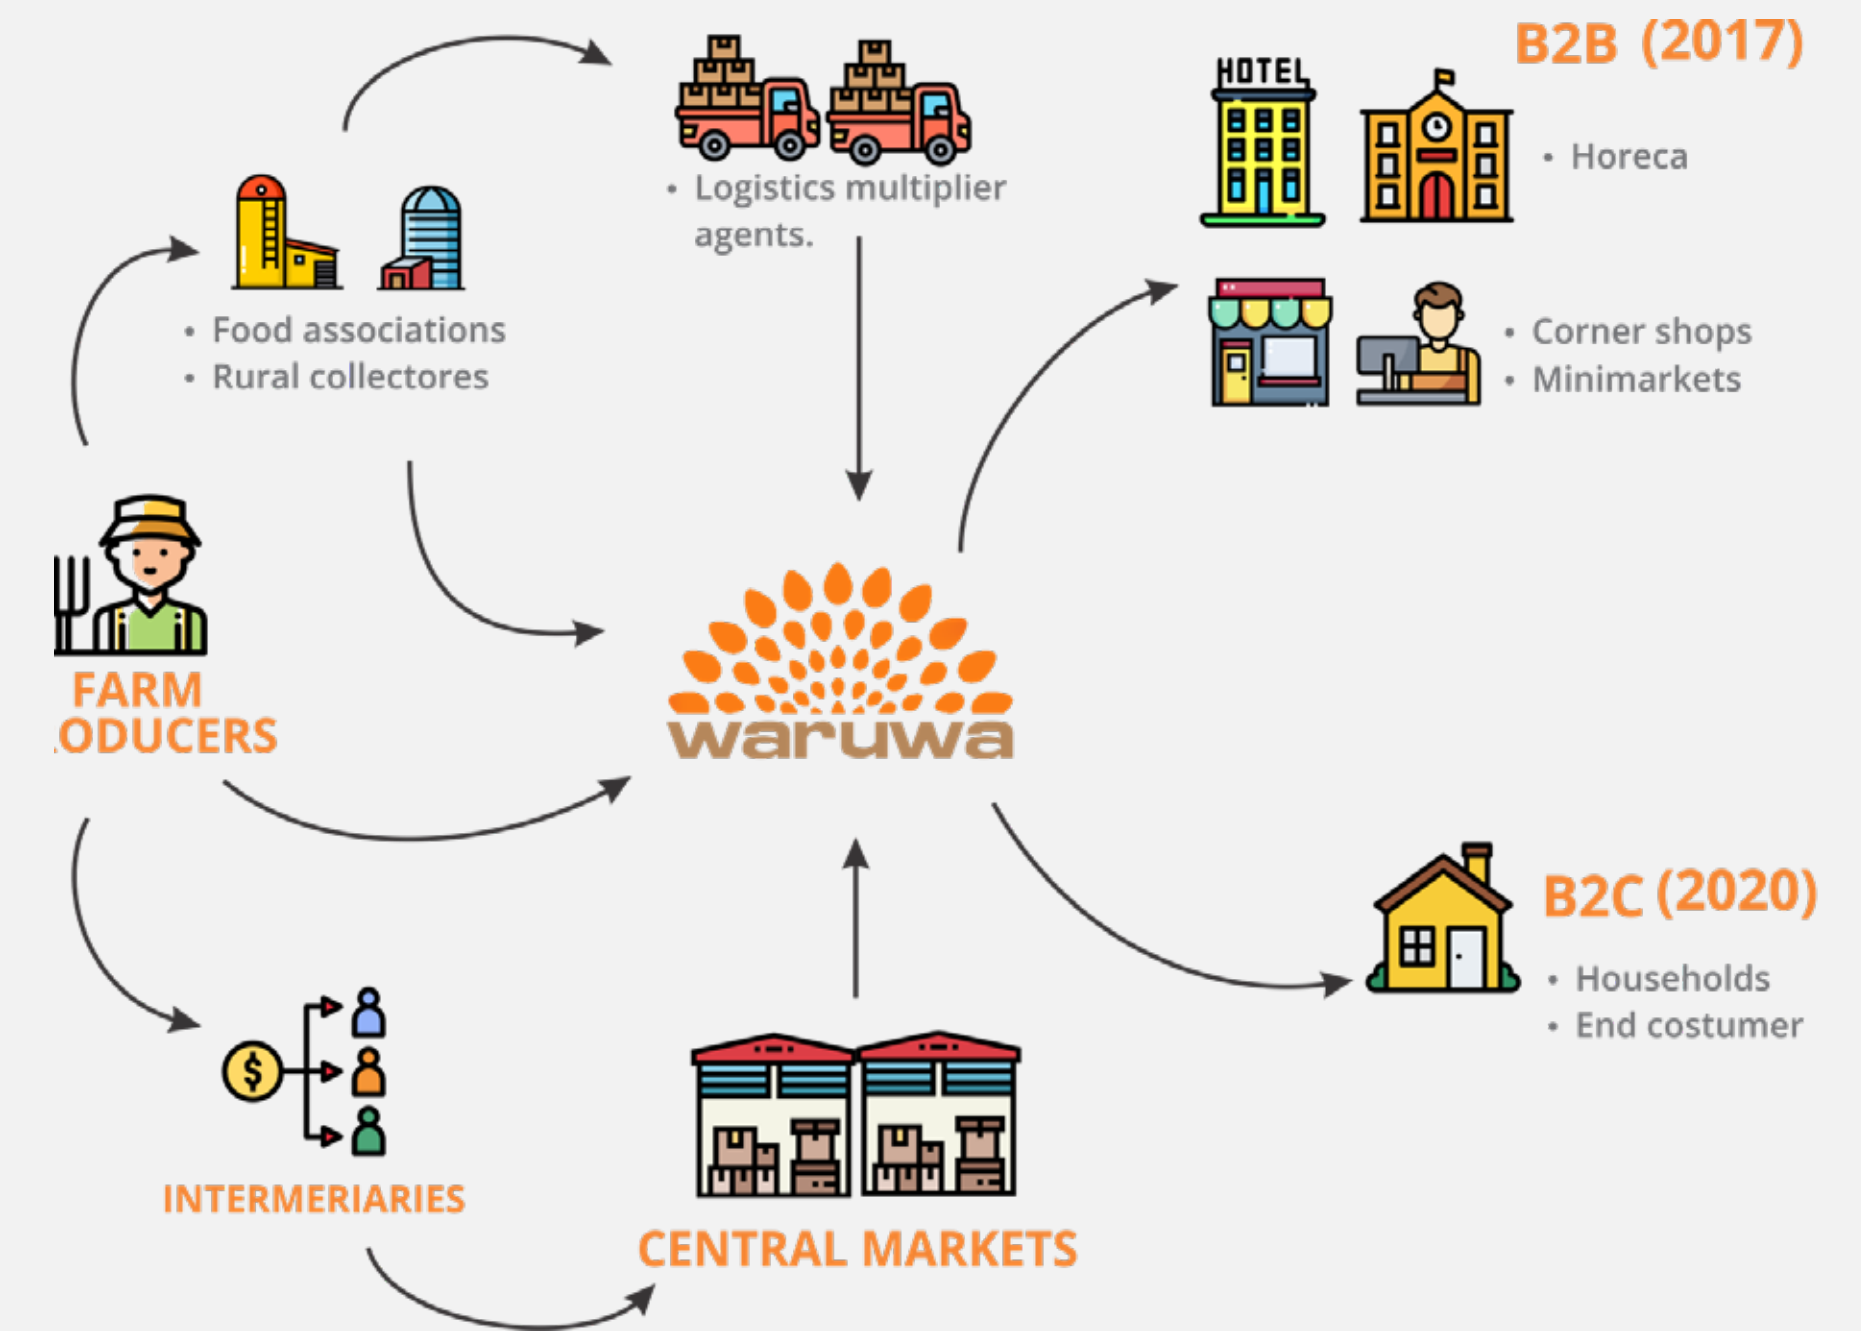 HOTEL
B2B (2017)
• Horeca
• Logistics multiplier
agents.
• Food associations
• Rural collectores
• Corner shops
• Minimarkets
FARM
ODUCERS
waruwa
B2C (2020)
• Households
• End costumer
$
INTERMERIARIES
CENTRAL MARKETS